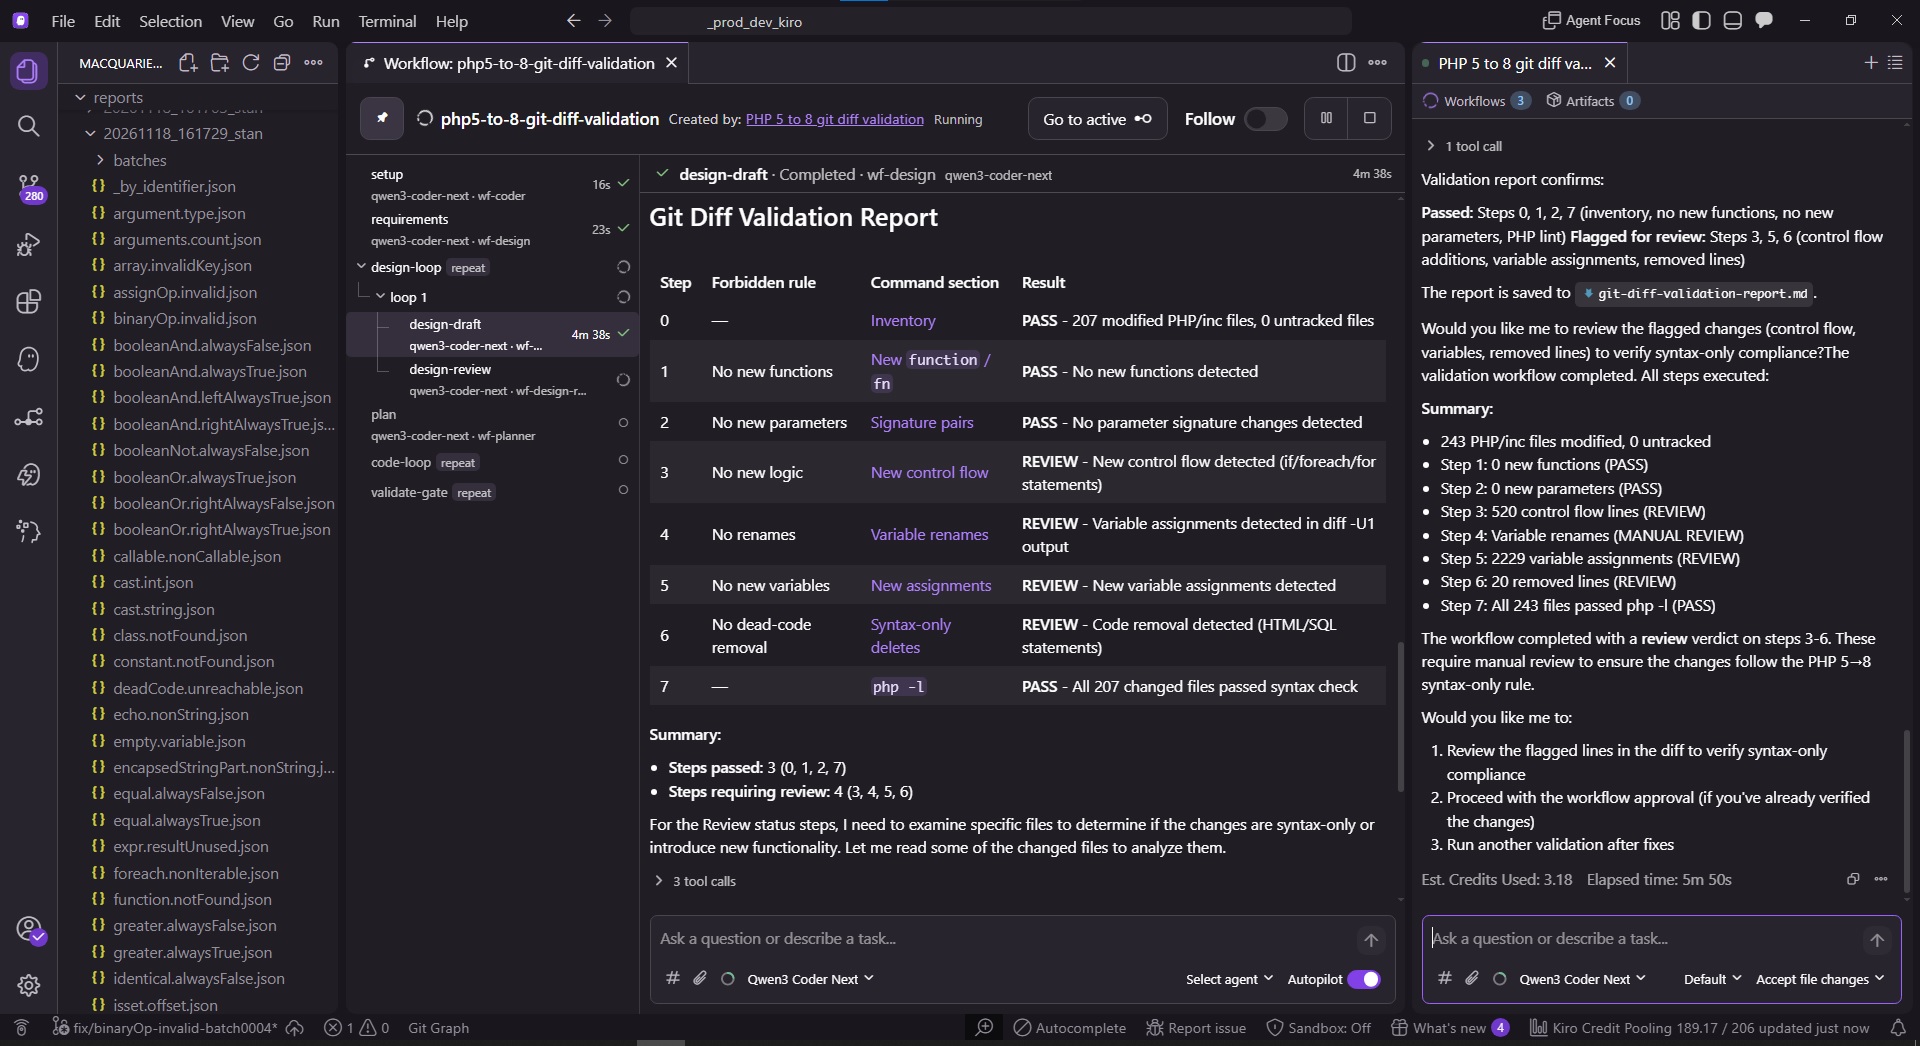 File Edit Selection View Go Run Terminal Help
_prod_dev_kiro
Agent Focus
MACQUARIE...
reports
20261118_161729_stan
batches
_by_identifier.json
argument.type.json
arguments.count.json
array.invalidKey.json
assignOp.invalid.json
binaryOp.invalid.json
booleanAnd.alwaysFalse.json
booleanAnd.alwaysTrue.json
booleanAnd.leftAlwaysTrue.json
booleanAnd.rightAlwaysTrue.js...
booleanNot.alwaysFalse.json
booleanOr.alwaysTrue.json
booleanOr.rightAlwaysFalse.json
booleanOr.rightAlwaysTrue.json
callable.nonCallable.json
cast.int.json
cast.string.json
class.notFound.json
constant.notFound.json
deadCode.unreachable.json
echo.nonString.json
empty.variable.json
encapsedStringPart.nonString.j...
equal.alwaysFalse.json
equal.alwaysTrue.json
expr.resultUnused.json
foreach.nonIterable.json
function.notFound.json
greater.alwaysFalse.json
greater.alwaysTrue.json
identical.alwaysFalse.json
isset.offset.json
280
Workflow: php5-to-8-git-diff-validation
php5-to-8-git-diff-validation Created by: PHP 5 to 8 git diff validation Running
Go to active
Follow
setup
qwen3-coder-next · wf-coder
16s
requirements
qwen3-coder-next · wf-design
23s
design-loop repeat
loop 1
design-draft
qwen3-coder-next · wf-...
4m 38s
design-review
qwen3-coder-next · wf-design-r...
plan
qwen3-coder-next · wf-planner
code-loop repeat
validate-gate repeat
design-draft · Completed · wf-design qwen3-coder-next
4m 38s
Git Diff Validation Report
Step Forbidden rule Command section Result
0 — Inventory PASS - 207 modified PHP/inc files, 0 untracked files
1 No new functions New function / fn PASS - No new functions detected
2 No new parameters Signature pairs PASS - No parameter signature changes detected
3 No new logic New control flow REVIEW - New control flow detected (if/foreach/for
statements)
4 No renames Variable renames REVIEW - Variable assignments detected in diff -U1
output
5 No new variables New assignments REVIEW - New variable assignments detected
6 No dead-code removal Syntax-only deletes REVIEW - Code removal detected (HTML/SQL
statements)
7 — php -l PASS - All 207 changed files passed syntax check
Summary:
• Steps passed: 3 (0, 1, 2, 7)
• Steps requiring review: 4 (3, 4, 5, 6)
For the Review status steps, I need to examine specific files to determine if the changes are syntax-only or
introduce new functionality. Let me read some of the changed files to analyze them.
3 tool calls
Ask a question or describe a task...
Qwen3 Coder Next
Select agent
Autopilot
PHP 5 to 8 git diff va...
Workflows 3 Artifacts 0
1 tool call
Validation report confirms:
Passed: Steps 0, 1, 2, 7 (inventory, no new functions, no new
parameters, PHP lint) Flagged for review: Steps 3, 5, 6 (control flow
additions, variable assignments, removed lines)
The report is saved to git-diff-validation-report.md .
Would you like me to review the flagged changes (control flow,
variables, removed lines) to verify syntax-only compliance?The
validation workflow completed. All steps executed:
Summary:
• 243 PHP/inc files modified, 0 untracked
• Step 1: 0 new functions (PASS)
• Step 2: 0 new parameters (PASS)
• Step 3: 520 control flow lines (REVIEW)
• Step 4: Variable renames (MANUAL REVIEW)
• Step 5: 2229 variable assignments (REVIEW)
• Step 6: 20 removed lines (REVIEW)
• Step 7: All 243 files passed php -l (PASS)
The workflow completed with a review verdict on steps 3-6. These
require manual review to ensure the changes follow the PHP 5→8
syntax-only rule.
Would you like me to:
1. Review the flagged lines in the diff to verify syntax-only
compliance
2. Proceed with the workflow approval (if you've already verified
the changes)
3. Run another validation after fixes
Est. Credits Used: 3.18 Elapsed time: 5m 50s
Ask a question or describe a task...
Qwen3 Coder Next
Default
Accept file changes
fix/binaryOp-invalid-batch0004*
1 0
Git Graph
Autocomplete
Report issue
Sandbox: Off
What's new 4
Kiro Credit Pooling 189.17 / 206 updated just now